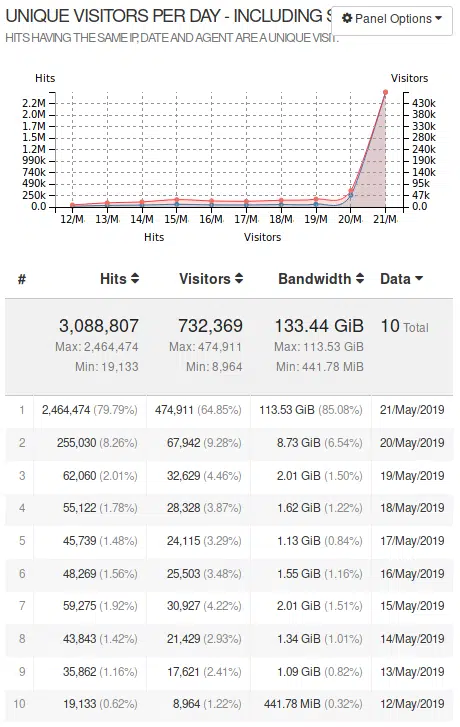 UNIQUE VISITORS PER DAY - INCLUDING S
Panel Options
HITS HAVING THE SAME IP, DATE AND AGENT ARE A UNIQUE VISIT.
Hits Visitors
2.2M 430k
2.0M 380k
1.7M 330k
1.5M 280k
1.2M 240k
990k 190k
740k 140k
490k 95k
250k 47k
0.0 0.0
12/M 13/M 14/M 15/M 16/M 17/M 18/M 19/M 20/M 21/M
Hits Visitors
# Hits Visitors Bandwidth Data
3,088,807 732,369 133.44 GiB 10 Total
Max: 2,464,474 Max: 474,911 Max: 113.53 GiB
Min: 19,133 Min: 8,964 Min: 441.78 MiB
1 2,464,474 (79.79%) 474,911 (64.85%) 113.53 GiB (85.08%) 21/May/2019
2 255,030 (8.26%) 67,942 (9.28%) 8.73 GiB (6.54%) 20/May/2019
3 62,060 (2.01%) 32,629 (4.46%) 2.01 GiB (1.50%) 19/May/2019
4 55,122 (1.78%) 28,328 (3.87%) 1.62 GiB (1.22%) 18/May/2019
5 45,739 (1.48%) 24,115 (3.29%) 1.13 GiB (0.84%) 17/May/2019
6 48,269 (1.56%) 25,503 (3.48%) 1.55 GiB (1.16%) 16/May/2019
7 59,275 (1.92%) 30,927 (4.22%) 2.01 GiB (1.51%) 15/May/2019
8 43,843 (1.42%) 21,429 (2.93%) 1.34 GiB (1.01%) 14/May/2019
9 35,862 (1.16%) 17,621 (2.41%) 1.09 GiB (0.82%) 13/May/2019
10 19,133 (0.62%) 8,964 (1.22%) 441.78 MiB (0.32%) 12/May/2019